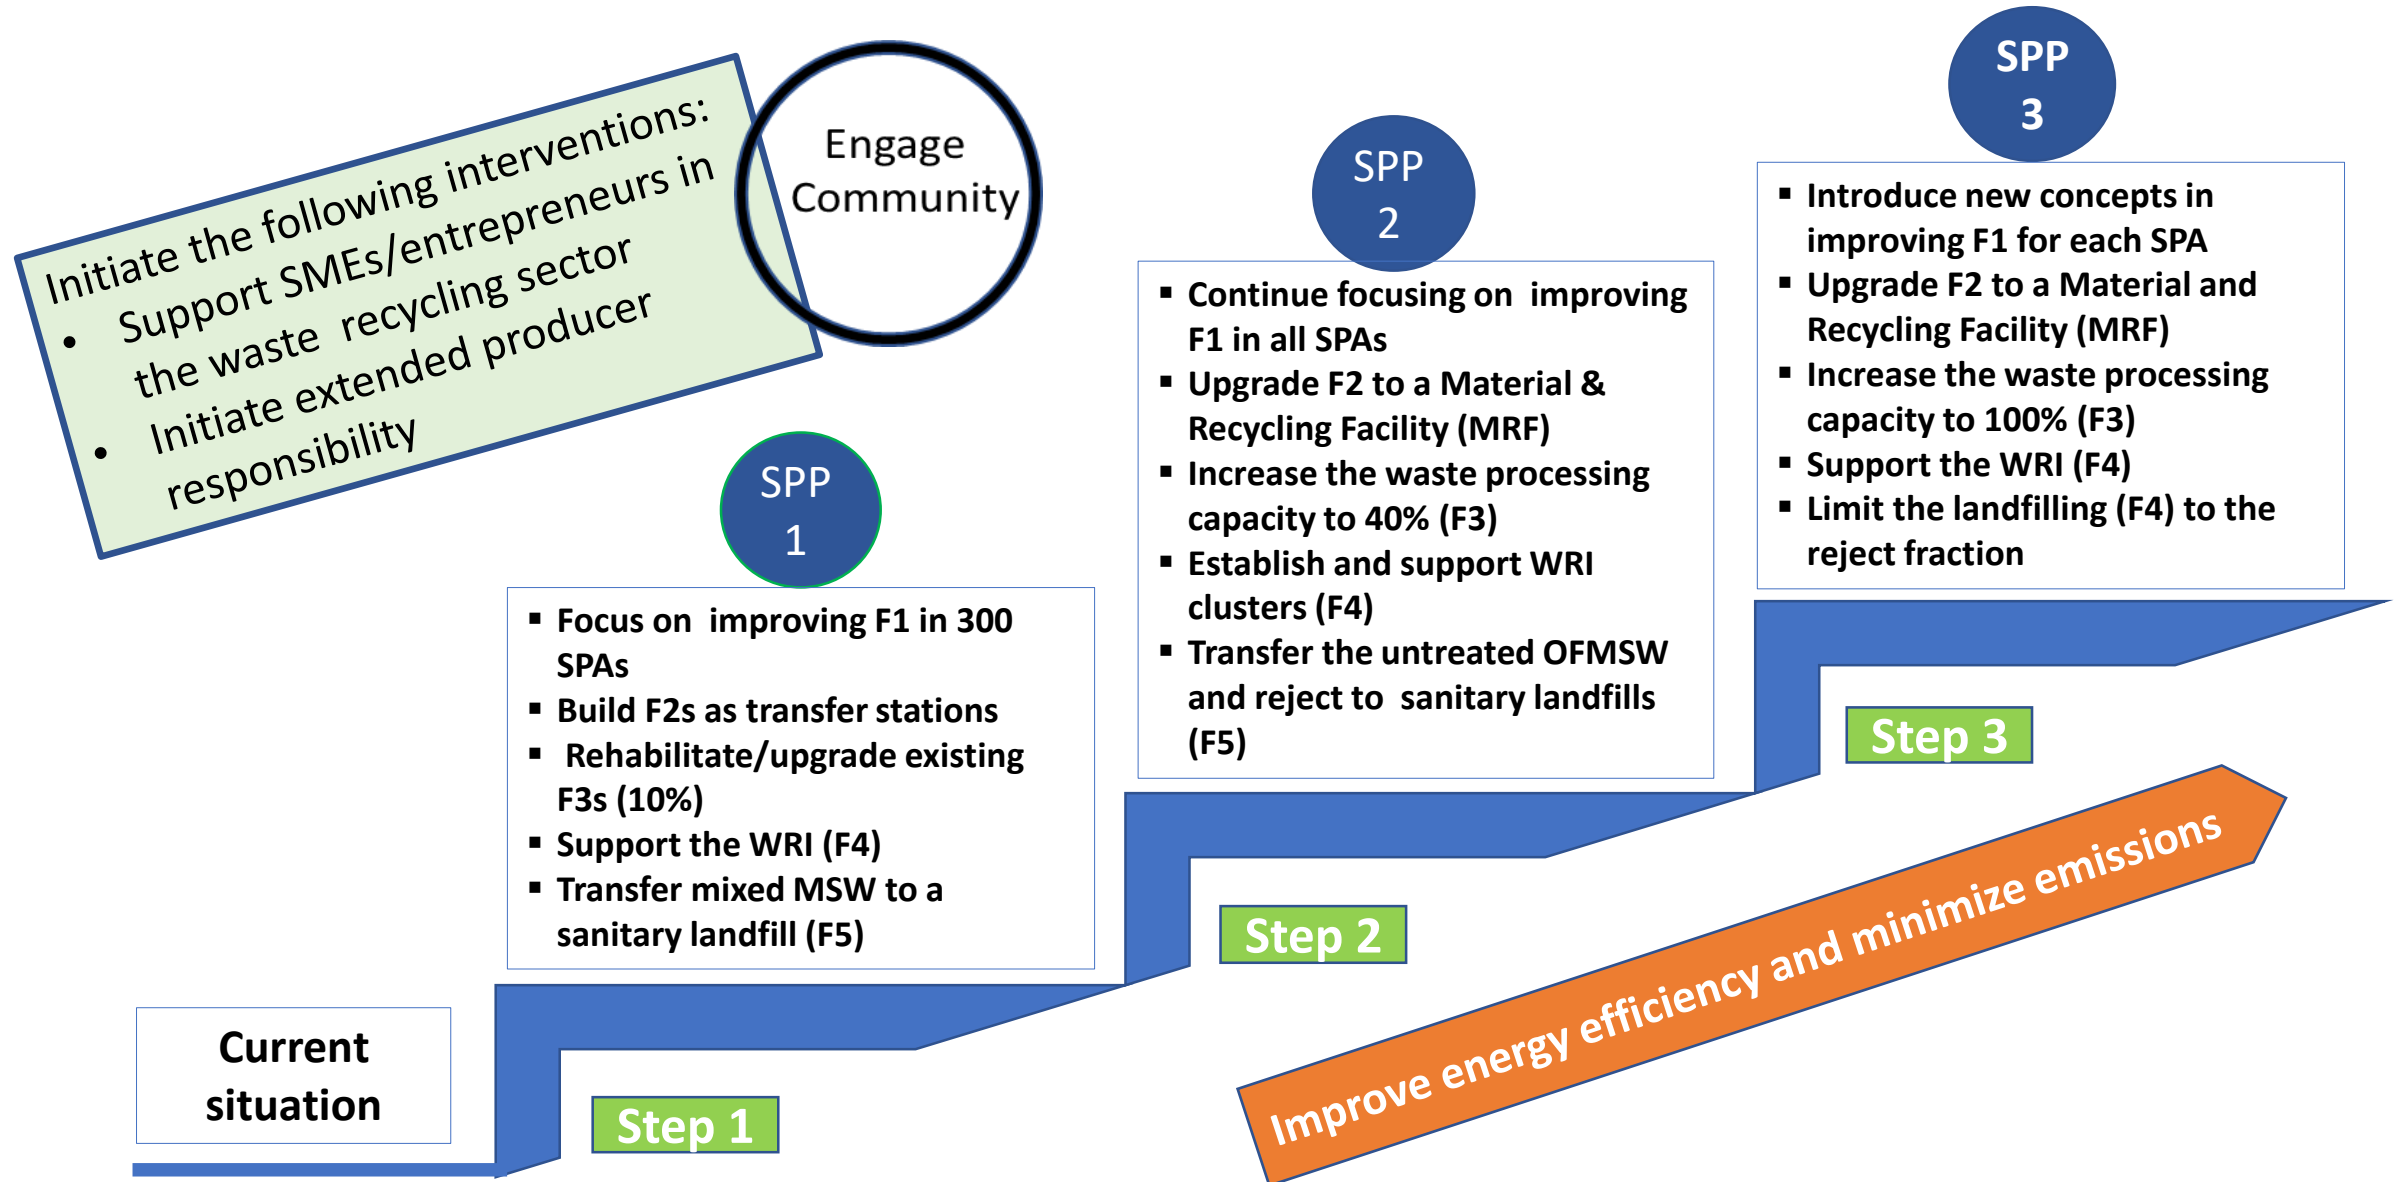 Initiate the following interventions:
• Support SMEs/entrepreneurs in
the waste recycling sector
• Initiate extended producer
responsibility
Engage
Community
SPP
1
▪ Focus on improving F1 in 300
SPAs
▪ Build F2s as transfer stations
▪ Rehabilitate/upgrade existing
F3s (10%)
▪ Support the WRI (F4)
▪ Transfer mixed MSW to a
sanitary landfill (F5)
SPP
2
▪ Continue focusing on improving
F1 in all SPAs
▪ Upgrade F2 to a Material &
Recycling Facility (MRF)
▪ Increase the waste processing
capacity to 40% (F3)
▪ Establish and support WRI
clusters (F4)
▪ Transfer the untreated OFMSW
and reject to sanitary landfills
(F5)
SPP
3
▪ Introduce new concepts in
improving F1 for each SPA
▪ Upgrade F2 to a Material and
Recycling Facility (MRF)
▪ Increase the waste processing
capacity to 100% (F3)
▪ Support the WRI (F4)
▪ Limit the landfilling (F4) to the
reject fraction
Current
situation
Step 1
Step 2
Step 3
Improve energy efficiency and minimize emissions